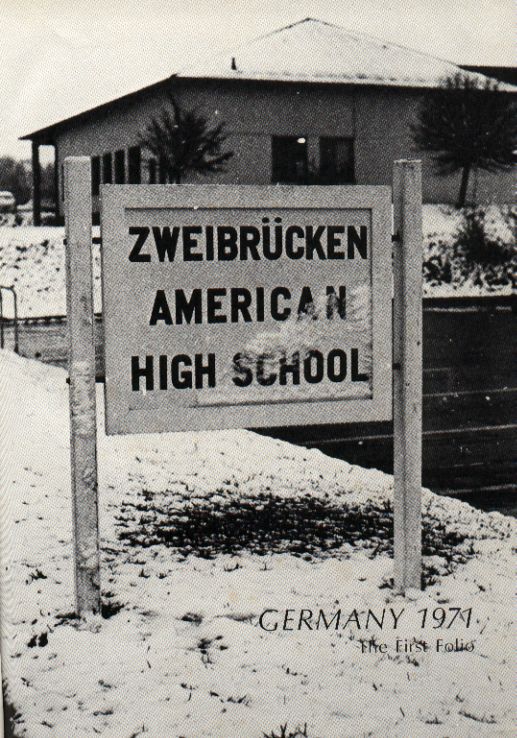 ZWEIBRÜCKEN
AMERICAN
HIGH SCHOOL
GERMANY 1971
The First Folio